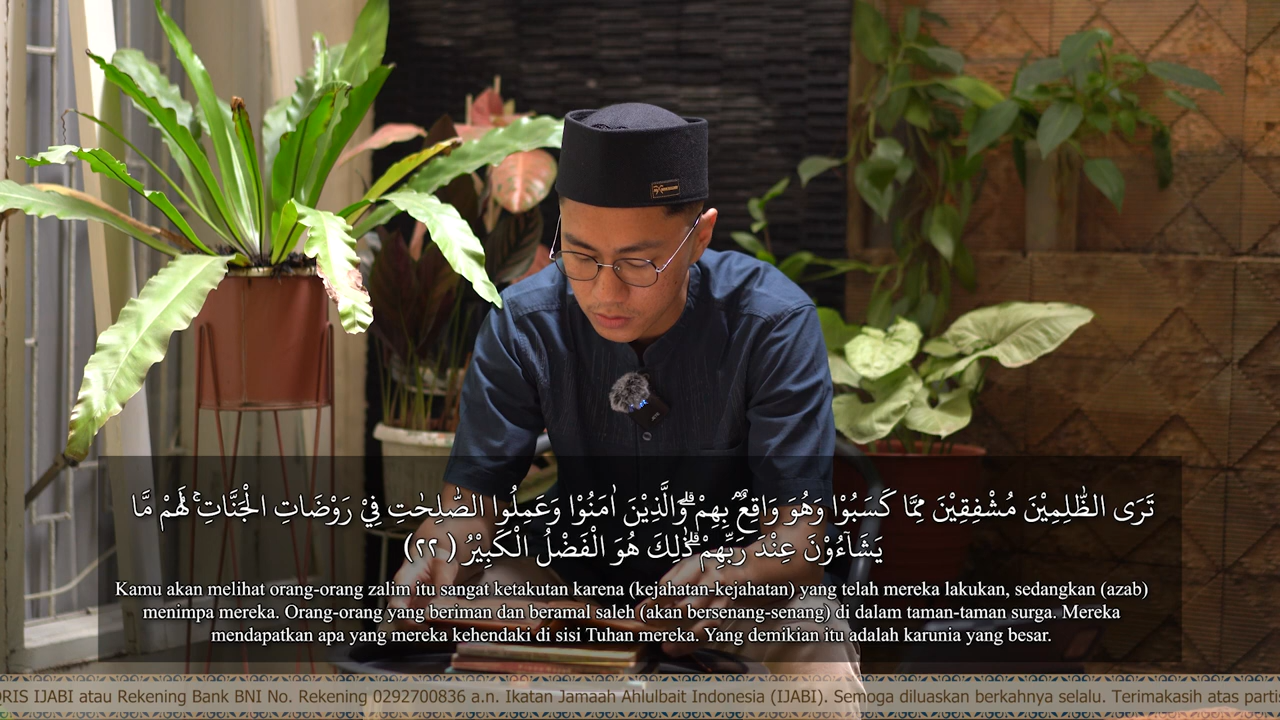 تَرَى الظّٰلِمِيْنَ مُشْفِقِيْنَ مِمَّا كَسَبُوْا وَهُوَ وَاقِعٌۢ بِهِمْ ۗوَالَّذِيْنَ اٰمَنُوْا وَعَمِلُوا الصّٰلِحٰتِ فِيْ رَوْضَاتِ الْجَنّٰتِۚ لَهُمْ مَّا
يَشَاۤءُوْنَ عِنْدَ رَبِّهِمْ ۗذٰلِكَ هُوَ الْفَضْلُ الْكَبِيْرُ ( ٢٢)
Kamu akan melihat orang-orang zalim itu sangat ketakutan karena (kejahatan-kejahatan) yang telah mereka lakukan, sedangkan (azab)
menimpa mereka. Orang-orang yang beriman dan beramal saleh (akan bersenang-senang) di dalam taman-taman surga. Mereka
mendapatkan apa yang mereka kehendaki di sisi Tuhan mereka. Yang demikian itu adalah karunia yang besar.
RIS IJABI atau Rekening Bank BNI No. Rekening 0292700836 a.n. Ikatan Jamaah Ahlulbait Indonesia (IJABI). Semoga diluaskan berkahnya selalu. Terimakasih atas parti